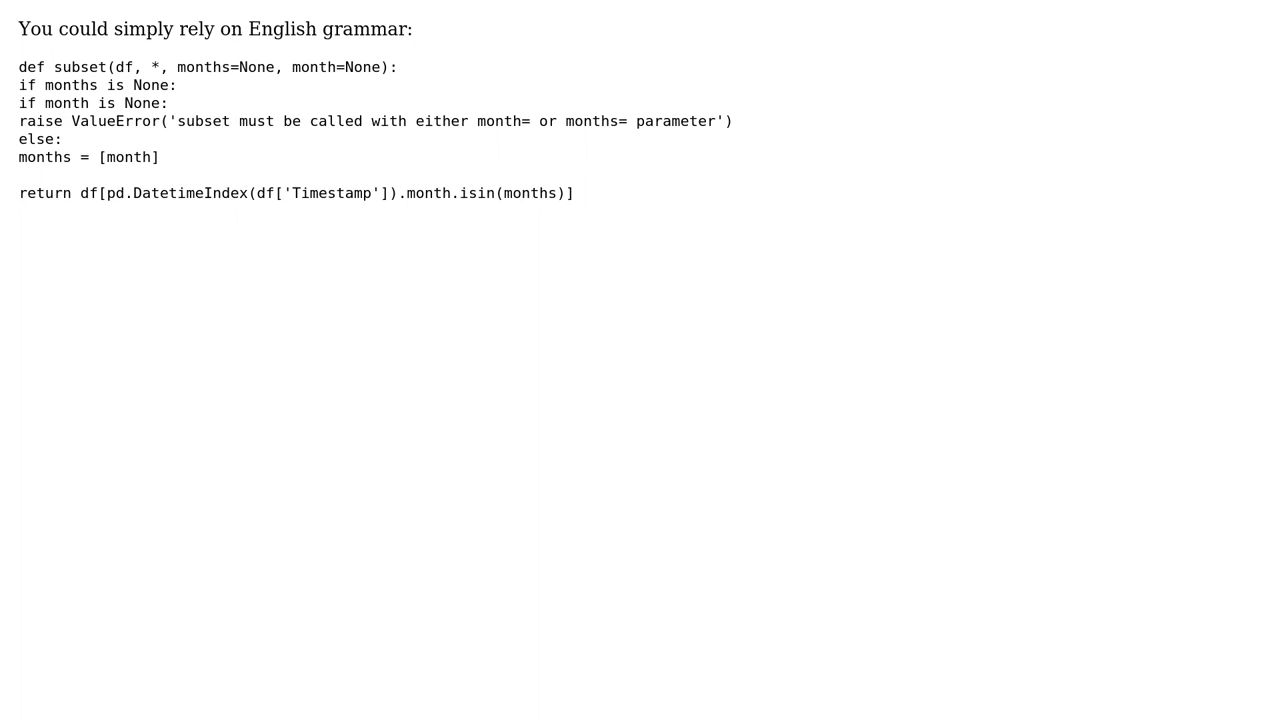 You could simply rely on English grammar:
def subset(df, *, months=None, month=None):
if months is None:
if month is None:
raise ValueError('subset must be called with either month= or months= parameter')
else:
months = [month]
return df[pd.DatetimeIndex(df['Timestamp']).month.isin(months)]